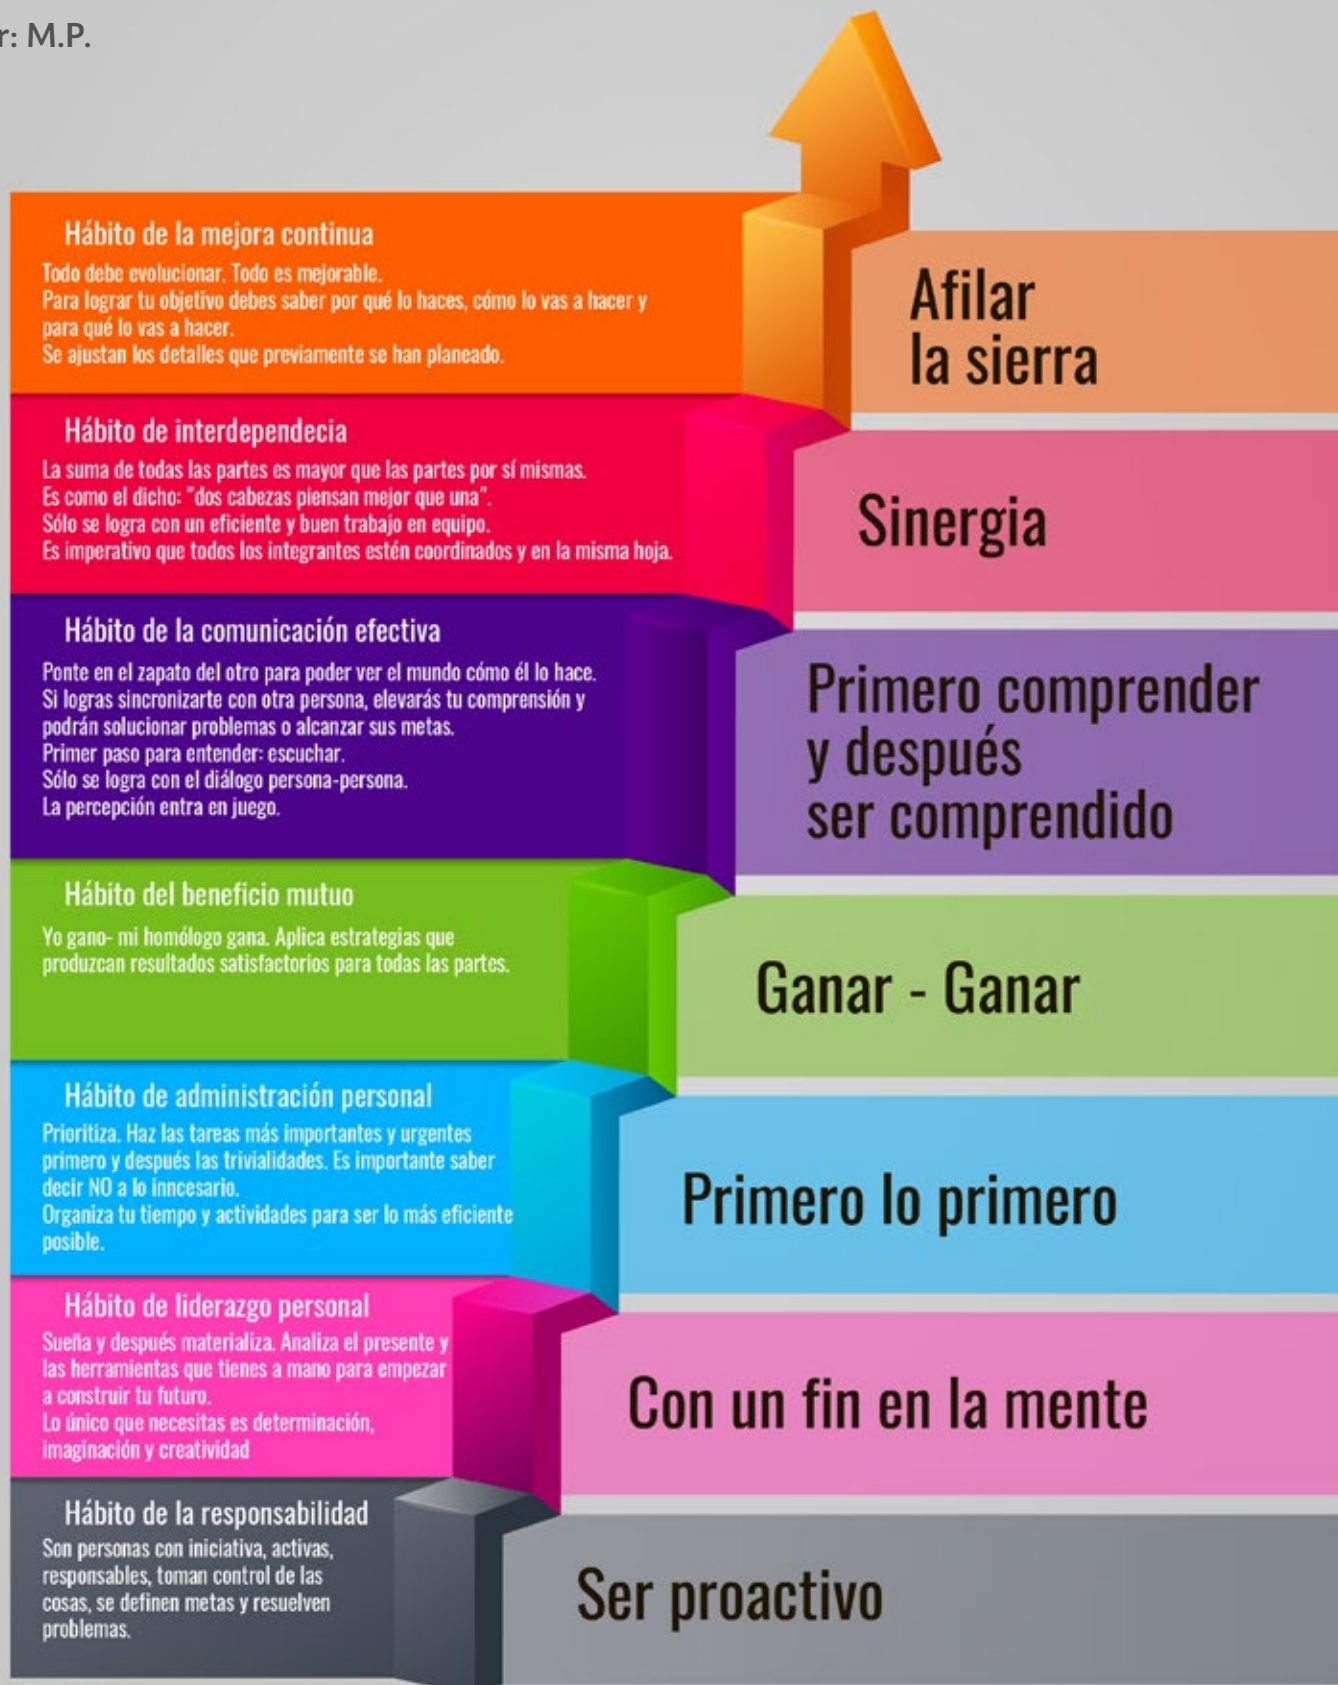 r: M.P.
Hábito de la mejora continua
Todo debe evolucionar. Todo es mejorable.
Para lograr tu objetivo debes saber por qué lo haces, cómo lo vas a hacer y
para qué lo vas a hacer.
Se ajustan los detalles que previamente se han planeado.
Afilar
la sierra
Hábito de interdependecia
La suma de todas las partes es mayor que las partes por sí mismas.
Es como el dicho: "dos cabezas piensan mejor que una".
Sólo se logra con un eficiente y buen trabajo en equipo.
Es imperativo que todos los integrantes estén coordinados y en la misma hoja.
Sinergia
Hábito de la comunicación efectiva
Ponte en el zapato del otro para poder ver el mundo cómo él lo hace.
Si logras sincronizarte con otra persona, elevarás tu comprensión y
podrán solucionar problemas o alcanzar sus metas.
Primer paso para entender: escuchar.
Sólo se logra con el diálogo persona-persona.
La percepción entra en juego.
Primero comprender
y después
ser comprendido
Hábito del beneficio mutuo
Yo gano- mi homólogo gana. Aplica estrategias que
produzcan resultados satisfactorios para todas las partes.
Ganar - Ganar
Hábito de administración personal
Prioritiza. Haz las tareas más importantes y urgentes
primero y después las trivialidades. Es importante saber
decir NO a lo inncesario.
Organiza tu tiempo y actividades para ser lo más eficiente
posible.
Primero lo primero
Hábito de liderazgo personal
Sueña y después materializa. Analiza el presente y
las herramientas que tienes a mano para empezar
a construir tu futuro.
Lo único que necesitas es determinación,
imaginación y creatividad
Con un fin en la mente
Hábito de la responsabilidad
Son personas con iniciativa, activas,
responsables, toman control de las
cosas, se definen metas y resuelven
problemas.
Ser proactivo